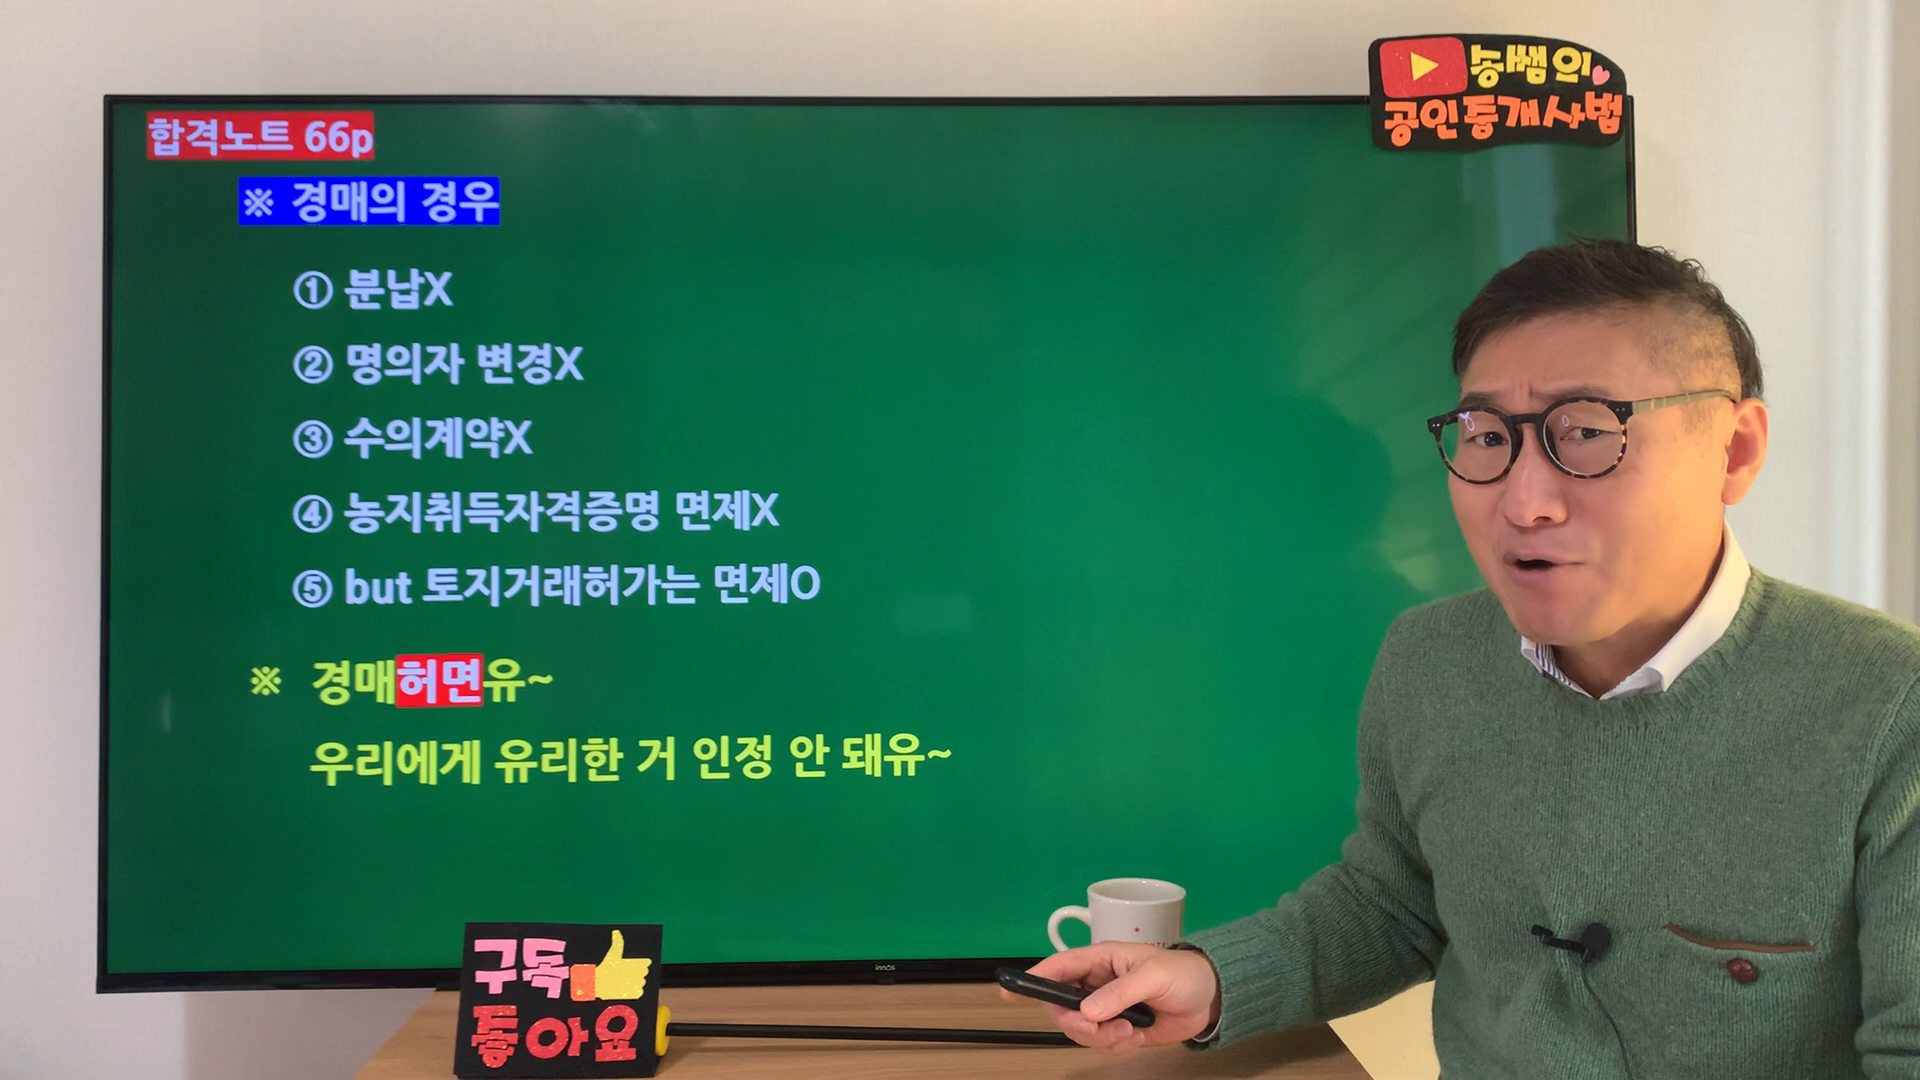 송쌤의
공인중개사법
합격노트 66p
※ 경매의 경우
① 분납X
② 명의자 변경X
③ 수의계약X
④ 농지취득자격증명 면제X
⑤ but 토지거래허가는 면제O
※ 경매허면유~
우리에게 유리한 거 인정 안 돼유~
innos
구독
좋아요